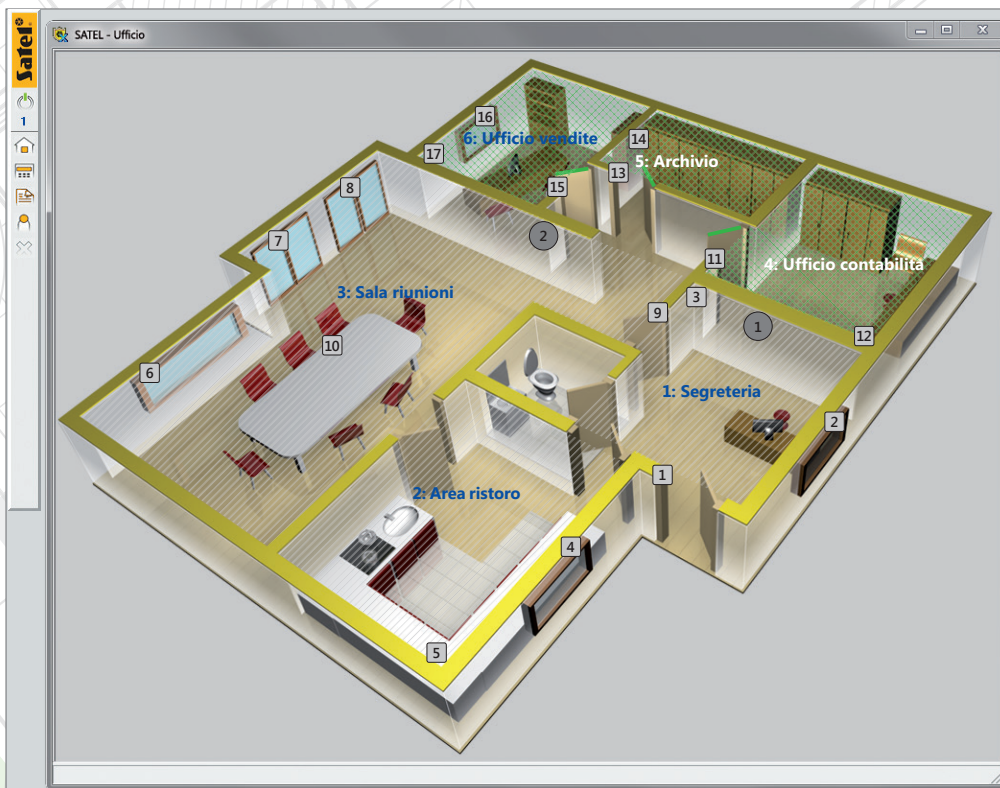 SATEL - Ufficio
Satel®
1
16
6: Ufficio vendite
14
17
5: Archivio
13
8
15
2
7
11
4: Ufficio contabilità
3: Sala riunioni
3
9
1
12
10
6
1: Segreteria
2
1
2: Area ristoro
4
5